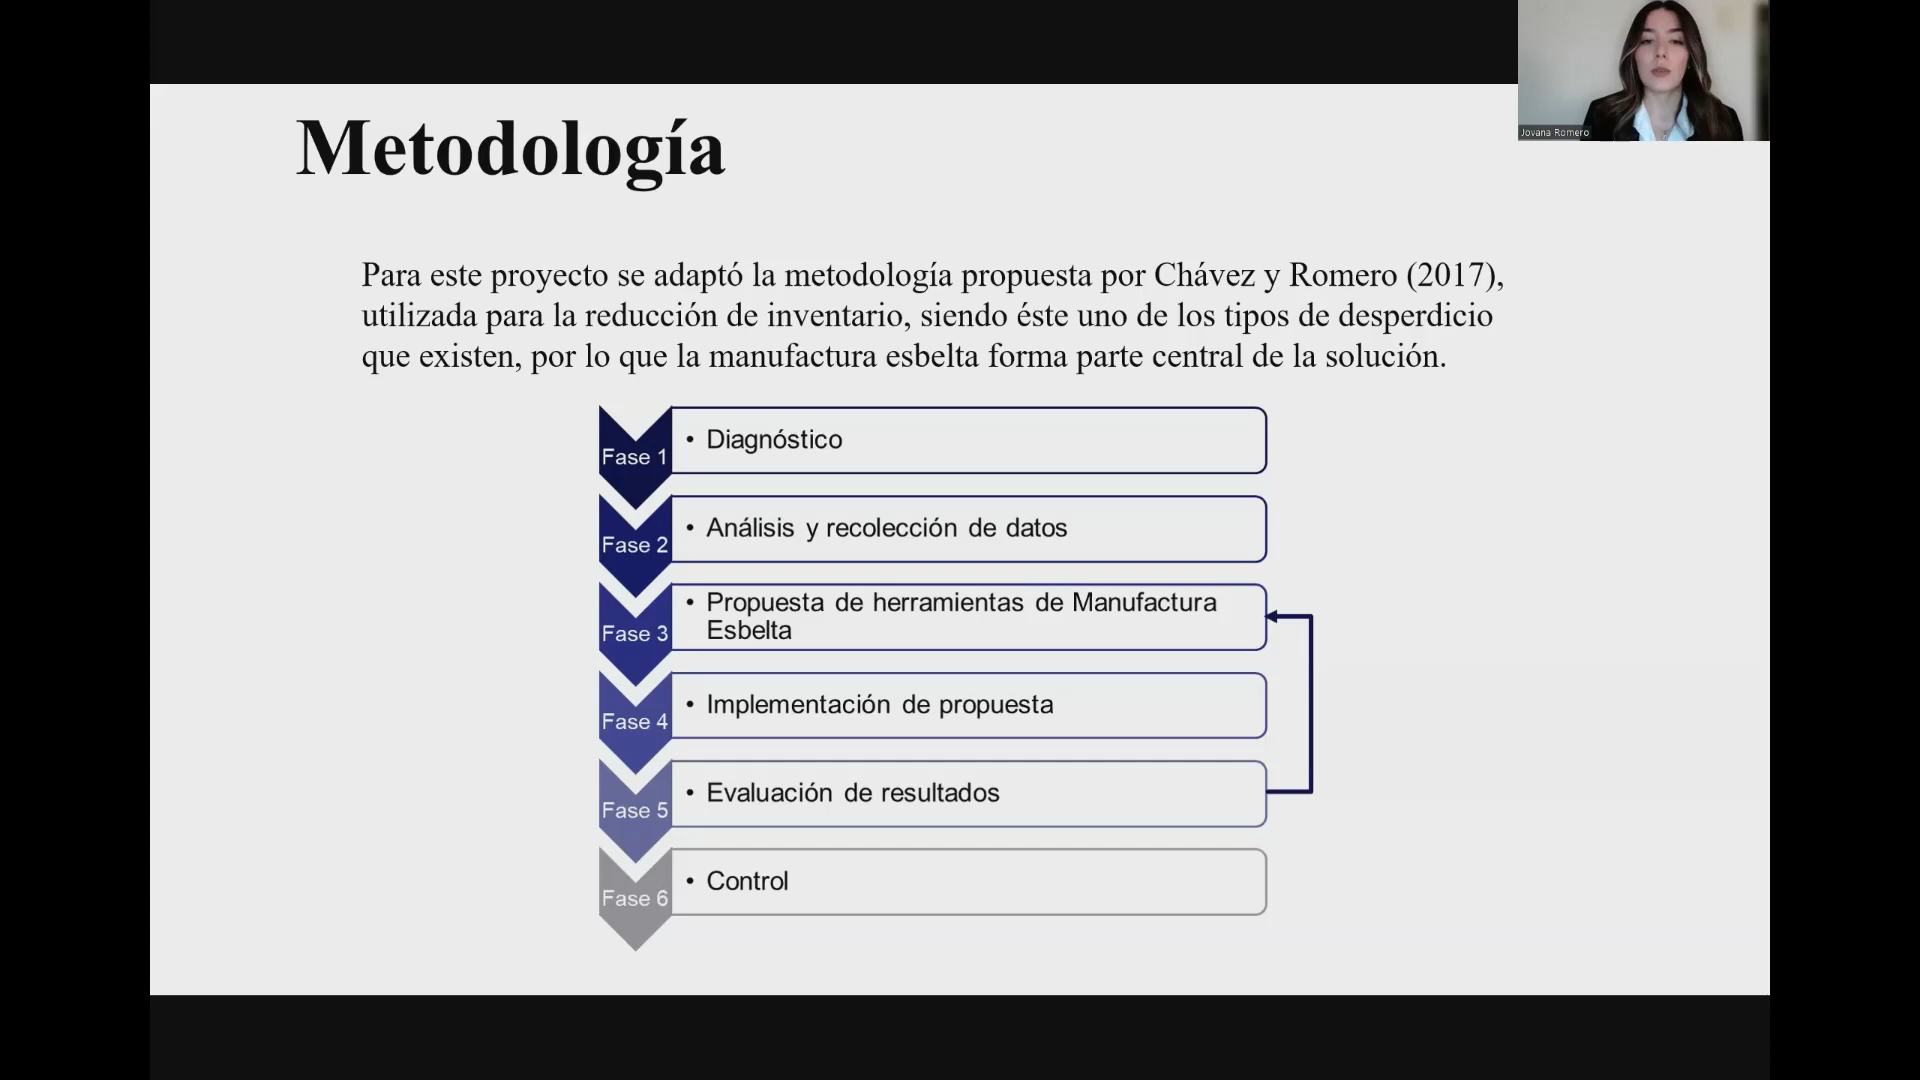 Metodología
Jovana Romero
Para este proyecto se adaptó la metodología propuesta por Chávez y Romero (2017),
utilizada para la reducción de inventario, siendo éste uno de los tipos de desperdicio
que existen, por lo que la manufactura esbelta forma parte central de la solución.
Fase 1
• Diagnóstico
Fase 2
• Análisis y recolección de datos
Fase 3
• Propuesta de herramientas de Manufactura
Esbelta
Fase 4
• Implementación de propuesta
Fase 5
• Evaluación de resultados
Fase 6
• Control